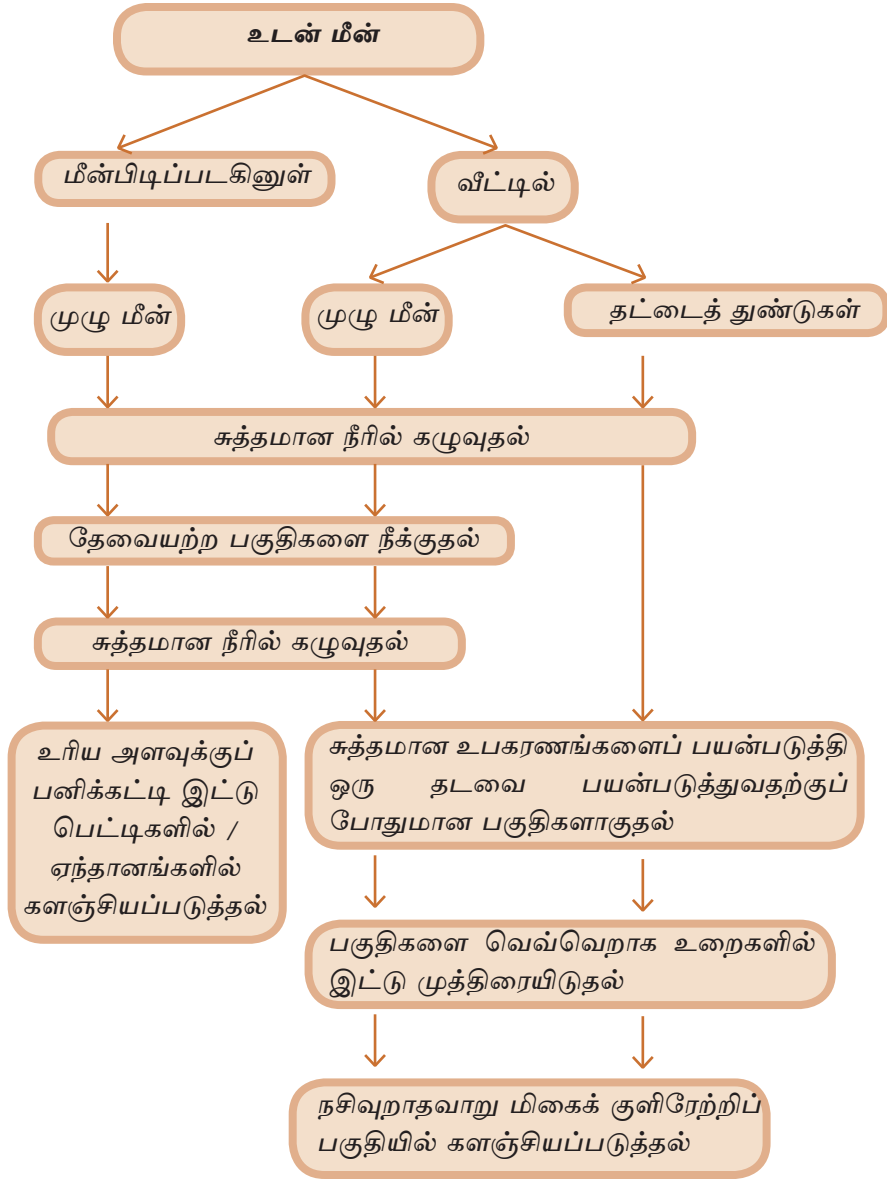 உடன் மீன்
மீன்பிடிப்படகினுள்
வீட்டில்
முழு மீன்
முழு மீன்
தட்டைத் துண்டுகள்
சுத்தமான நீரில் கழுவுதல்
தேவையற்ற பகுதிகளை நீக்குதல்
சுத்தமான நீரில் கழுவுதல்
உரிய அளவுக்குப்
பனிக்கட்டி இட்டு
பெட்டிகளில் /
ஏந்தானங்களில்
களஞ்சியப்படுத்தல்
சுத்தமான உபகரணங்களைப் பயன்படுத்தி
ஒரு தடவை பயன்படுத்துவதற்குப்
போதுமான பகுதிகளாகுதல்
பகுதிகளை வெவ்வெறாக உறைகளில்
இட்டு முத்திரையிடுதல்
நசிவுறாதவாறு மிகைக் குளிரேற்றிப்
பகுதியில் களஞ்சியப்படுத்தல்